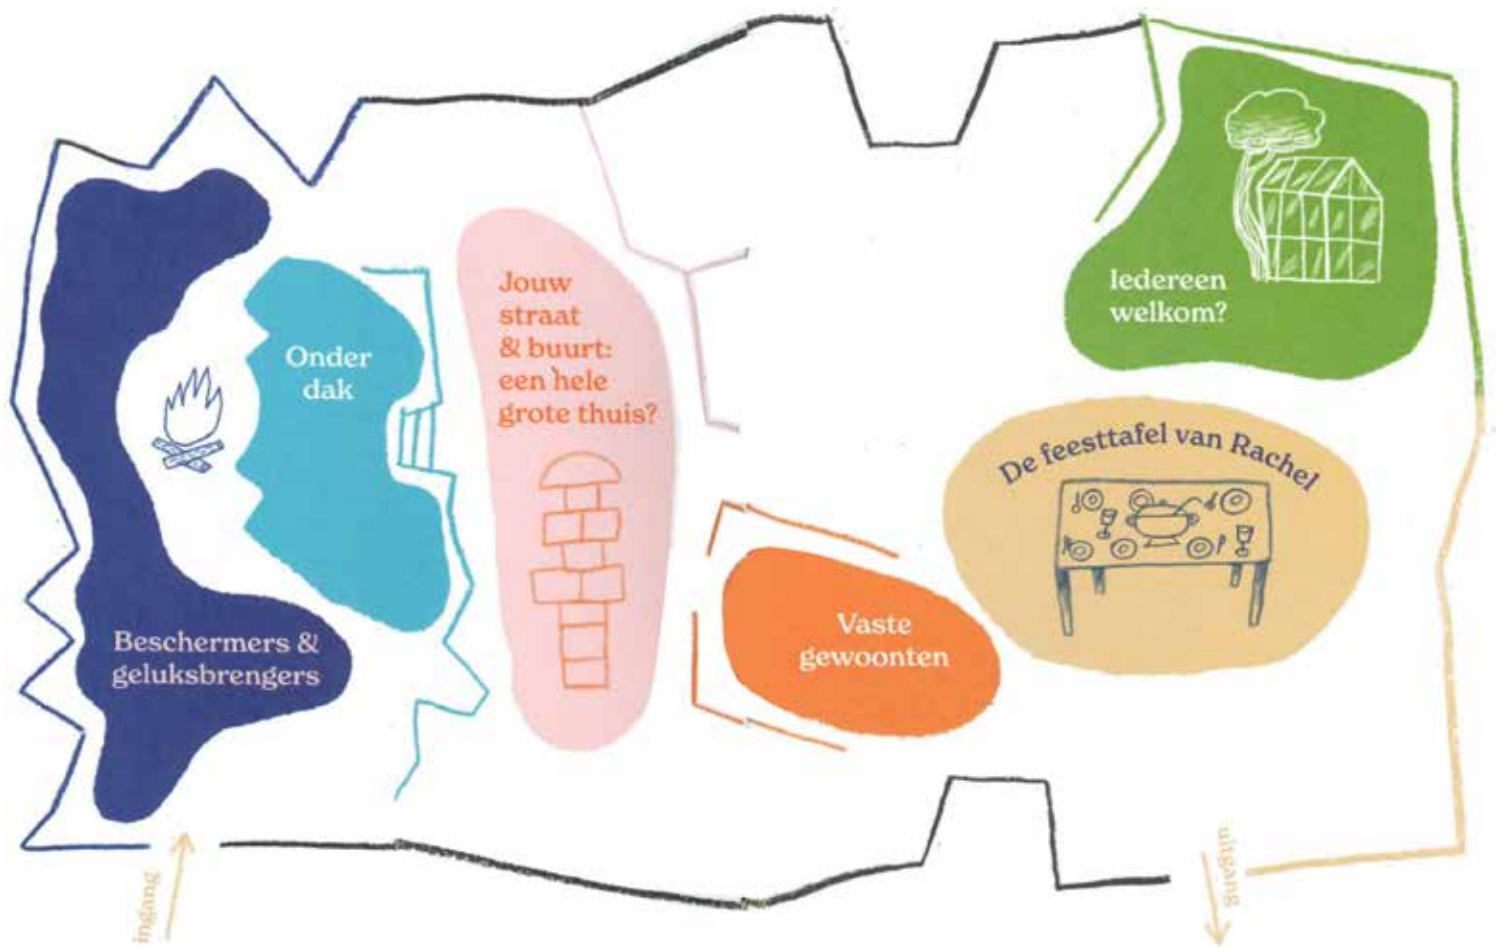 Beschermers &
geluksbrengers
Onder
dak
Jouw
straat
& buurt:
een hele
grote thuis?
Vaste
gewoonten
De feesttafel van Rachel
Iedereen
welkom?
ingang
uitgang